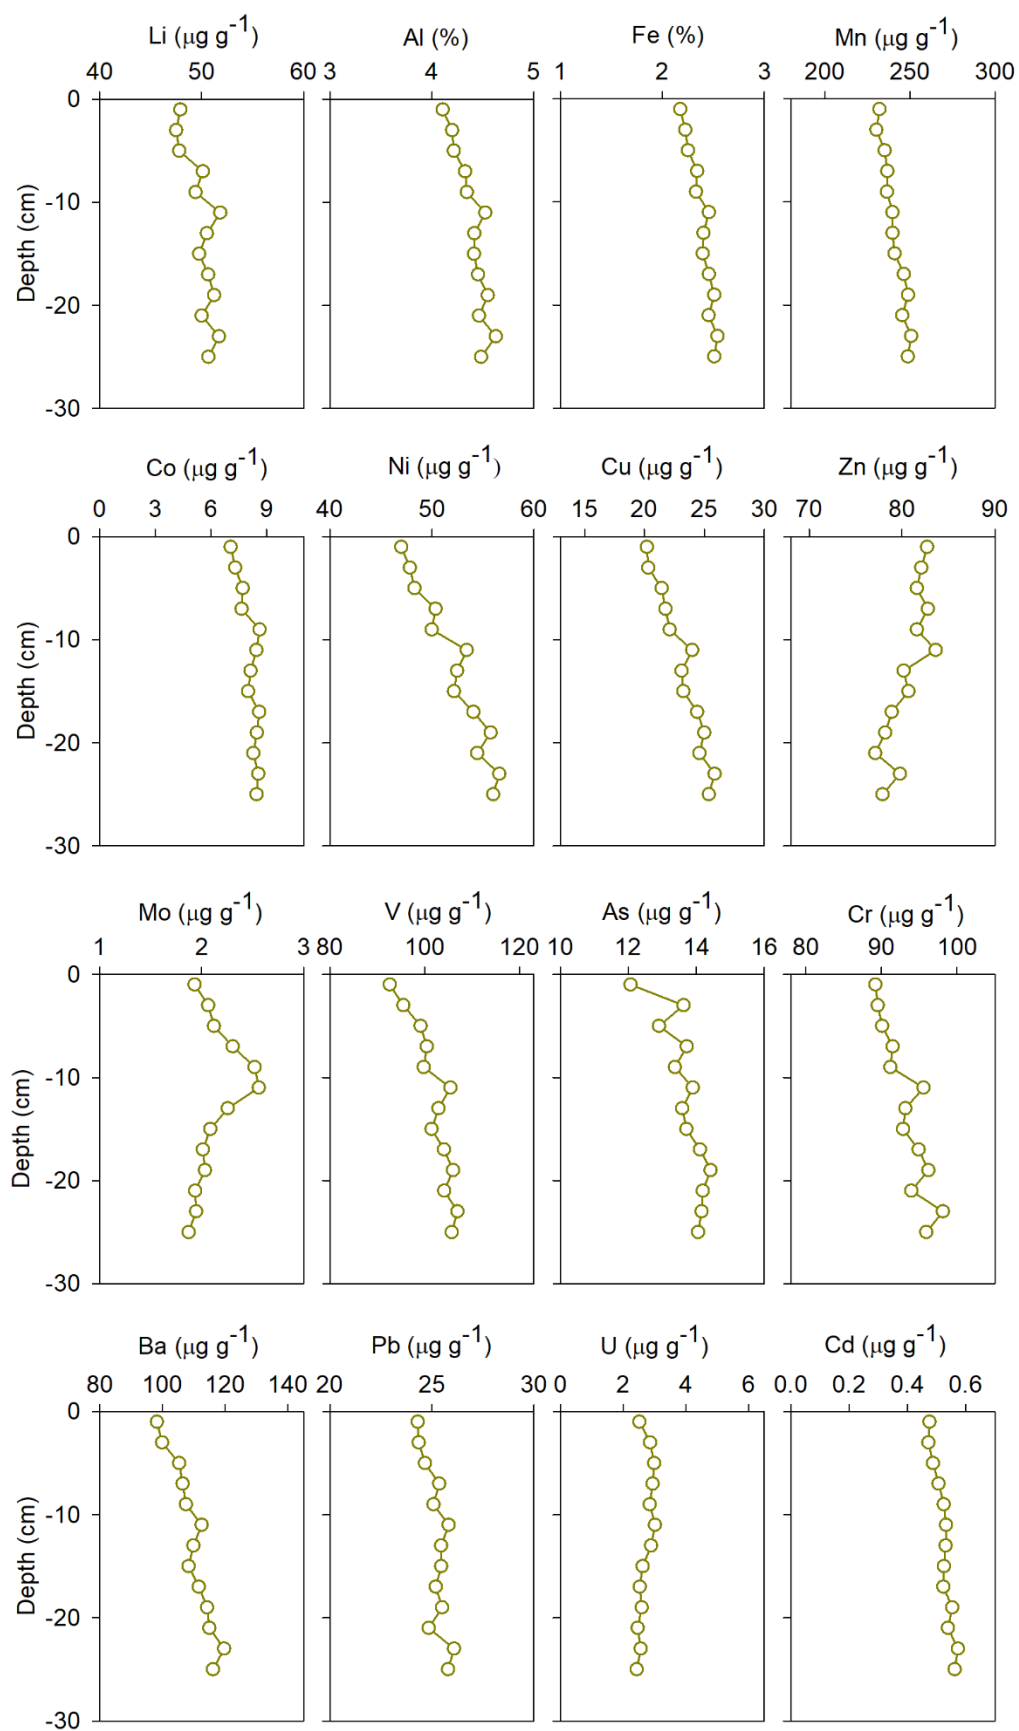 Li (μg g-1) Al (%) Fe (%) Mn (μg g-1)
40 50 60 3 4 5 1 2 3 200 250 300
0
-10
-20
-30
Depth (cm)
Co (μg g-1) Ni (μg g-1) Cu (μg g-1) Zn (μg g-1)
0 3 6 9 40 50 60 15 20 25 30 70 80 90
0
-10
-20
-30
Depth (cm)
Mo (μg g-1) V (μg g-1) As (μg g-1) Cr (μg g-1)
1 2 3 80 100 120 10 12 14 16 80 90 100
0
-10
-20
-30
Depth (cm)
Ba (μg g-1) Pb (μg g-1) U (μg g-1) Cd (μg g-1)
80 100 120 140 20 25 30 0 2 4 6 0.0 0.2 0.4 0.6
0
-10
-20
-30
Depth (cm)